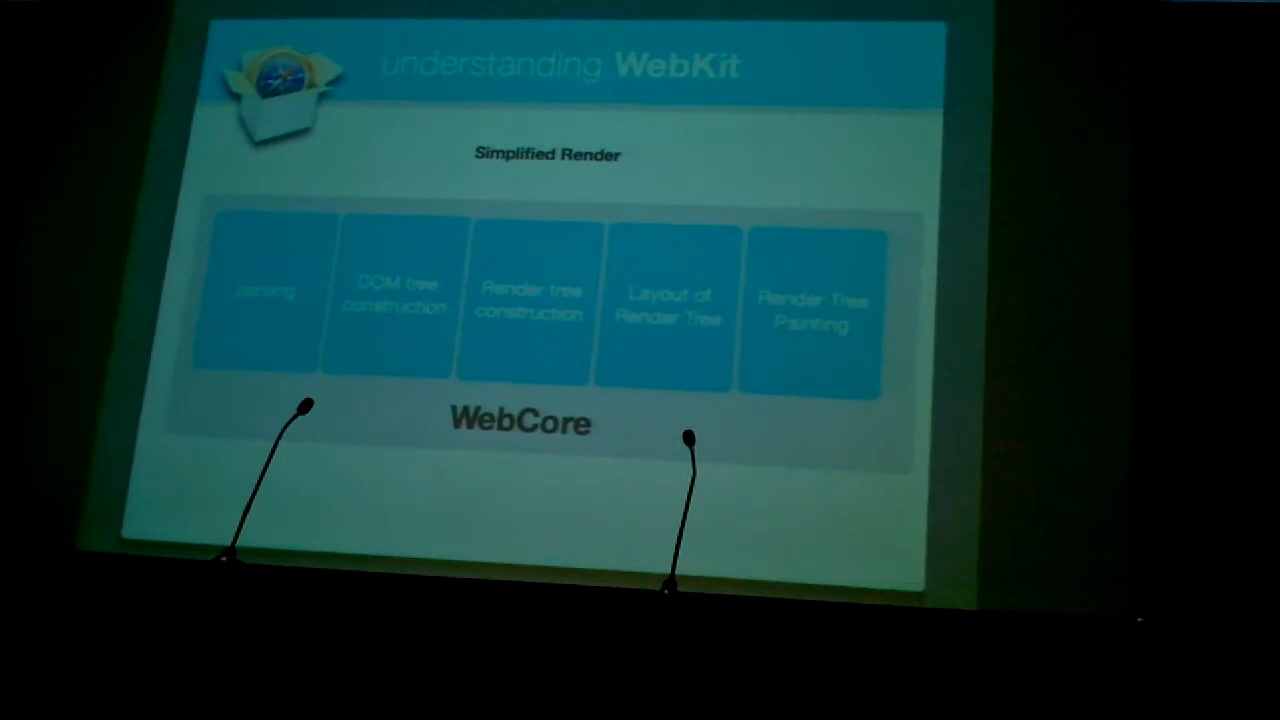 understanding WebKit
Simplified Render
parsing
DOM tree
construction
Render tree
construction
Layout of
Render Tree
Render Tree
Painting
WebCore